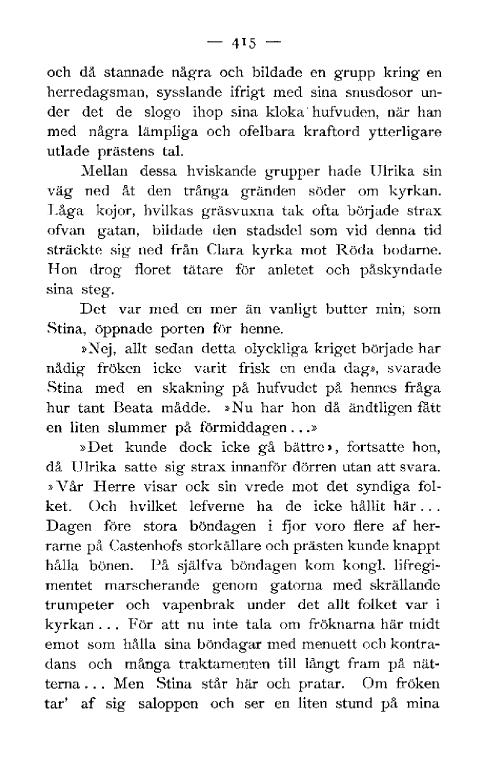 — 415 —
och då stannade några och bildade en grupp kring en
herredagsman, sysslande ifrigt med sina snusdosor un-
der det de slogo ihop sina kloka hufvuden, när han
med några lämpliga och ofelbara kraftord ytterligare
utlade prästens tal.
Mellan dessa hviskande grupper hade Ulrika sin
väg ned åt den trånga gränden söder om kyrkan.
Låga kojor, hvilkas gräsvuxna tak ofta började strax
ofvan gatan, bildade den stadsdel som vid denna tid
sträckte sig ned från Clara kyrka mot Röda bodarne.
Hon drog floret tätare för anletet och påskyndade
sina steg.
Det var med en mer än vanligt butter min, som
Stina, öppnade porten för henne.
»Nej, allt sedan detta olyckliga kriget började har
nådig fröken icke varit frisk en enda dag», svarade
Stina med en skakning på hufvudet på hennes fråga
hur tant Beata mådde. »Nu har hon då ändtligen fått
en liten slummer på förmiddagen . . .»
»Det kunde dock icke gå bättre», fortsatte hon,
då Ulrika satte sig strax innanför dörren utan att svara.
»Vår Herre visar ock sin vrede mot det syndiga fol-
ket. Och hvilket lefverne ha de icke hållit här . . .
Dagen före stora böndagen i fjor voro flere af her-
rarne på Castenhofs storkällare och prästen kunde knappt
hålla bönen. På själfva böndagen kom kongl. lifregi-
mentet marscherande genom gatorna med skrällande
trumpeter och vapenbrak under det allt folket var i
kyrkan . . . För att nu inte tala om fröknarna här midt
emot som hålla sina böndagar med menuett och kontra-
dans och många traktamenten till långt fram på nät-
terna . . . Men Stina står här och pratar. Om fröken
tar' af sig saloppen och ser en liten stund på mina